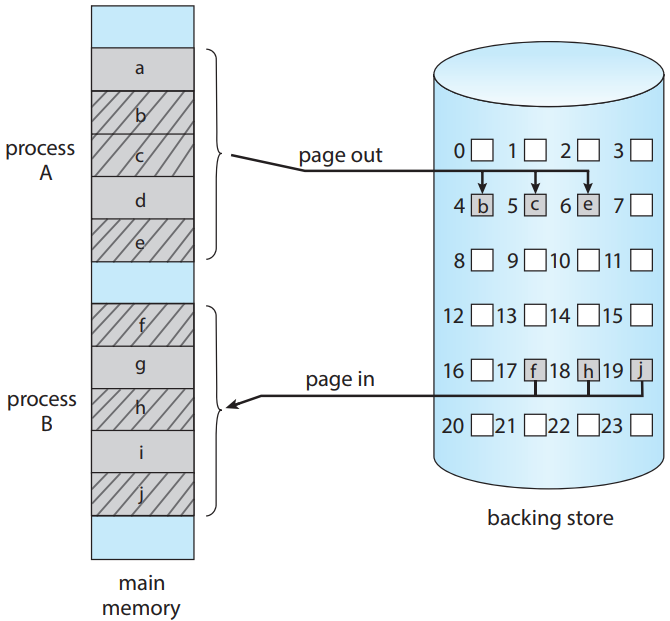 a
b
process
A
c
d
e
f
g
process
B
h
i
j
main
memory
page out
page in
0 1 2 3
4 b 5 c 6 e 7
8 9 10 11
12 13 14 15
16 17 f 18 h 19 j
20 21 22 23
backing store